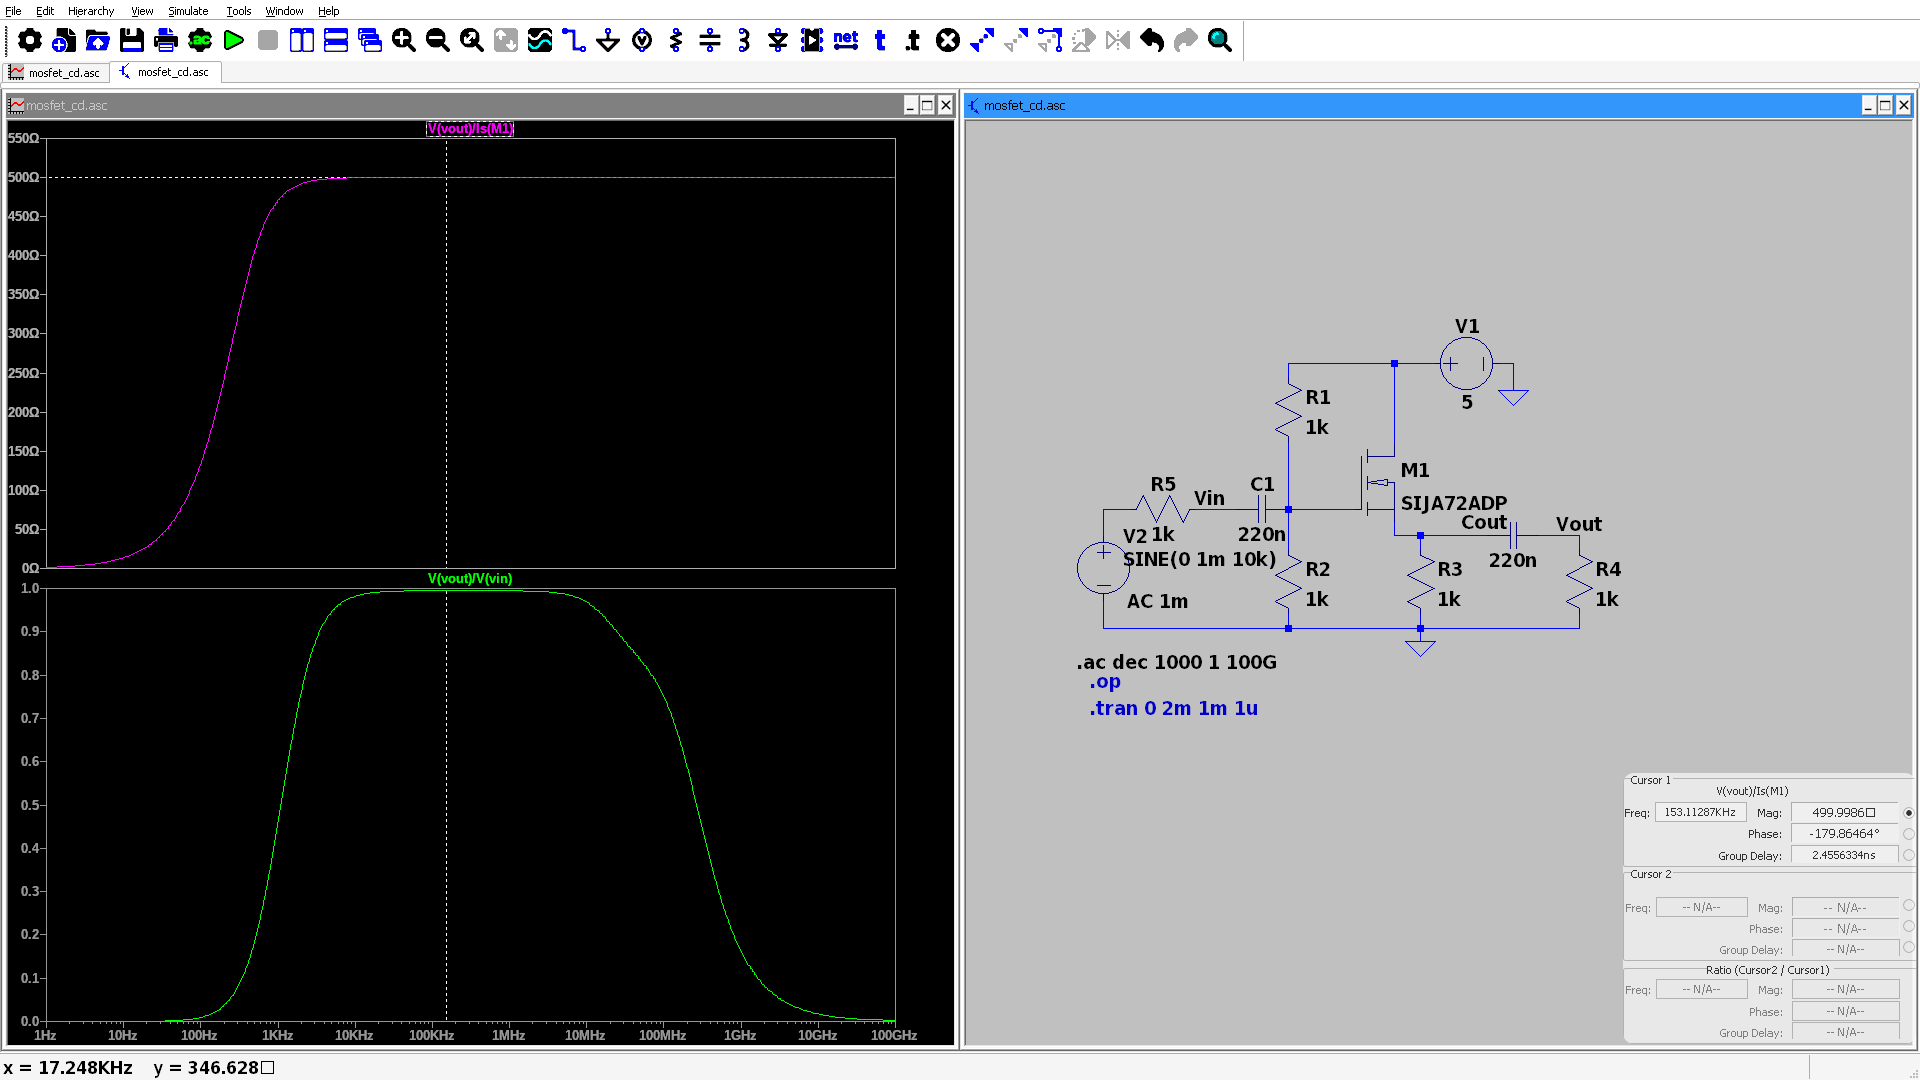 File Edit Hierarchy View Simulate Tools Window Help
.ac net t .t
mosfet_cd.asc mosfet_cd.asc
mosfet_cd.asc
V(vout)/Is(M1)
550Ω
500Ω
450Ω
400Ω
350Ω
300Ω
250Ω
200Ω
150Ω
100Ω
50Ω
0Ω
V(vout)/V(vin)
1.0
0.9
0.8
0.7
0.6
0.5
0.4
0.3
0.2
0.1
0.0
1Hz 10Hz 100Hz 1KHz 10KHz 100KHz 1MHz 10MHz 100MHz 1GHz 10GHz 100GHz
mosfet_cd.asc
V1
5
R1
1k
M1
SIJA72ADP
R5
1k
Vin
C1
220n
V2
SINE(0 1m 10k)
AC 1m
R2
1k
Cout
220n
Vout
R3
1k
R4
1k
.ac dec 1000 1 100G
.op
.tran 0 2m 1m 1u
Cursor 1
V(vout)/Is(M1)
Freq: 153.11287KHz Mag: 499.9986□
Phase: -179.86464°
Group Delay: 2.4556334ns
Cursor 2
Freq: -- N/A-- Mag: -- N/A--
Phase: -- N/A--
Group Delay: -- N/A--
Ratio (Cursor2 / Cursor1)
Freq: -- N/A-- Mag: -- N/A--
Phase: -- N/A--
Group Delay: -- N/A--
x = 17.248KHz y = 346.628□